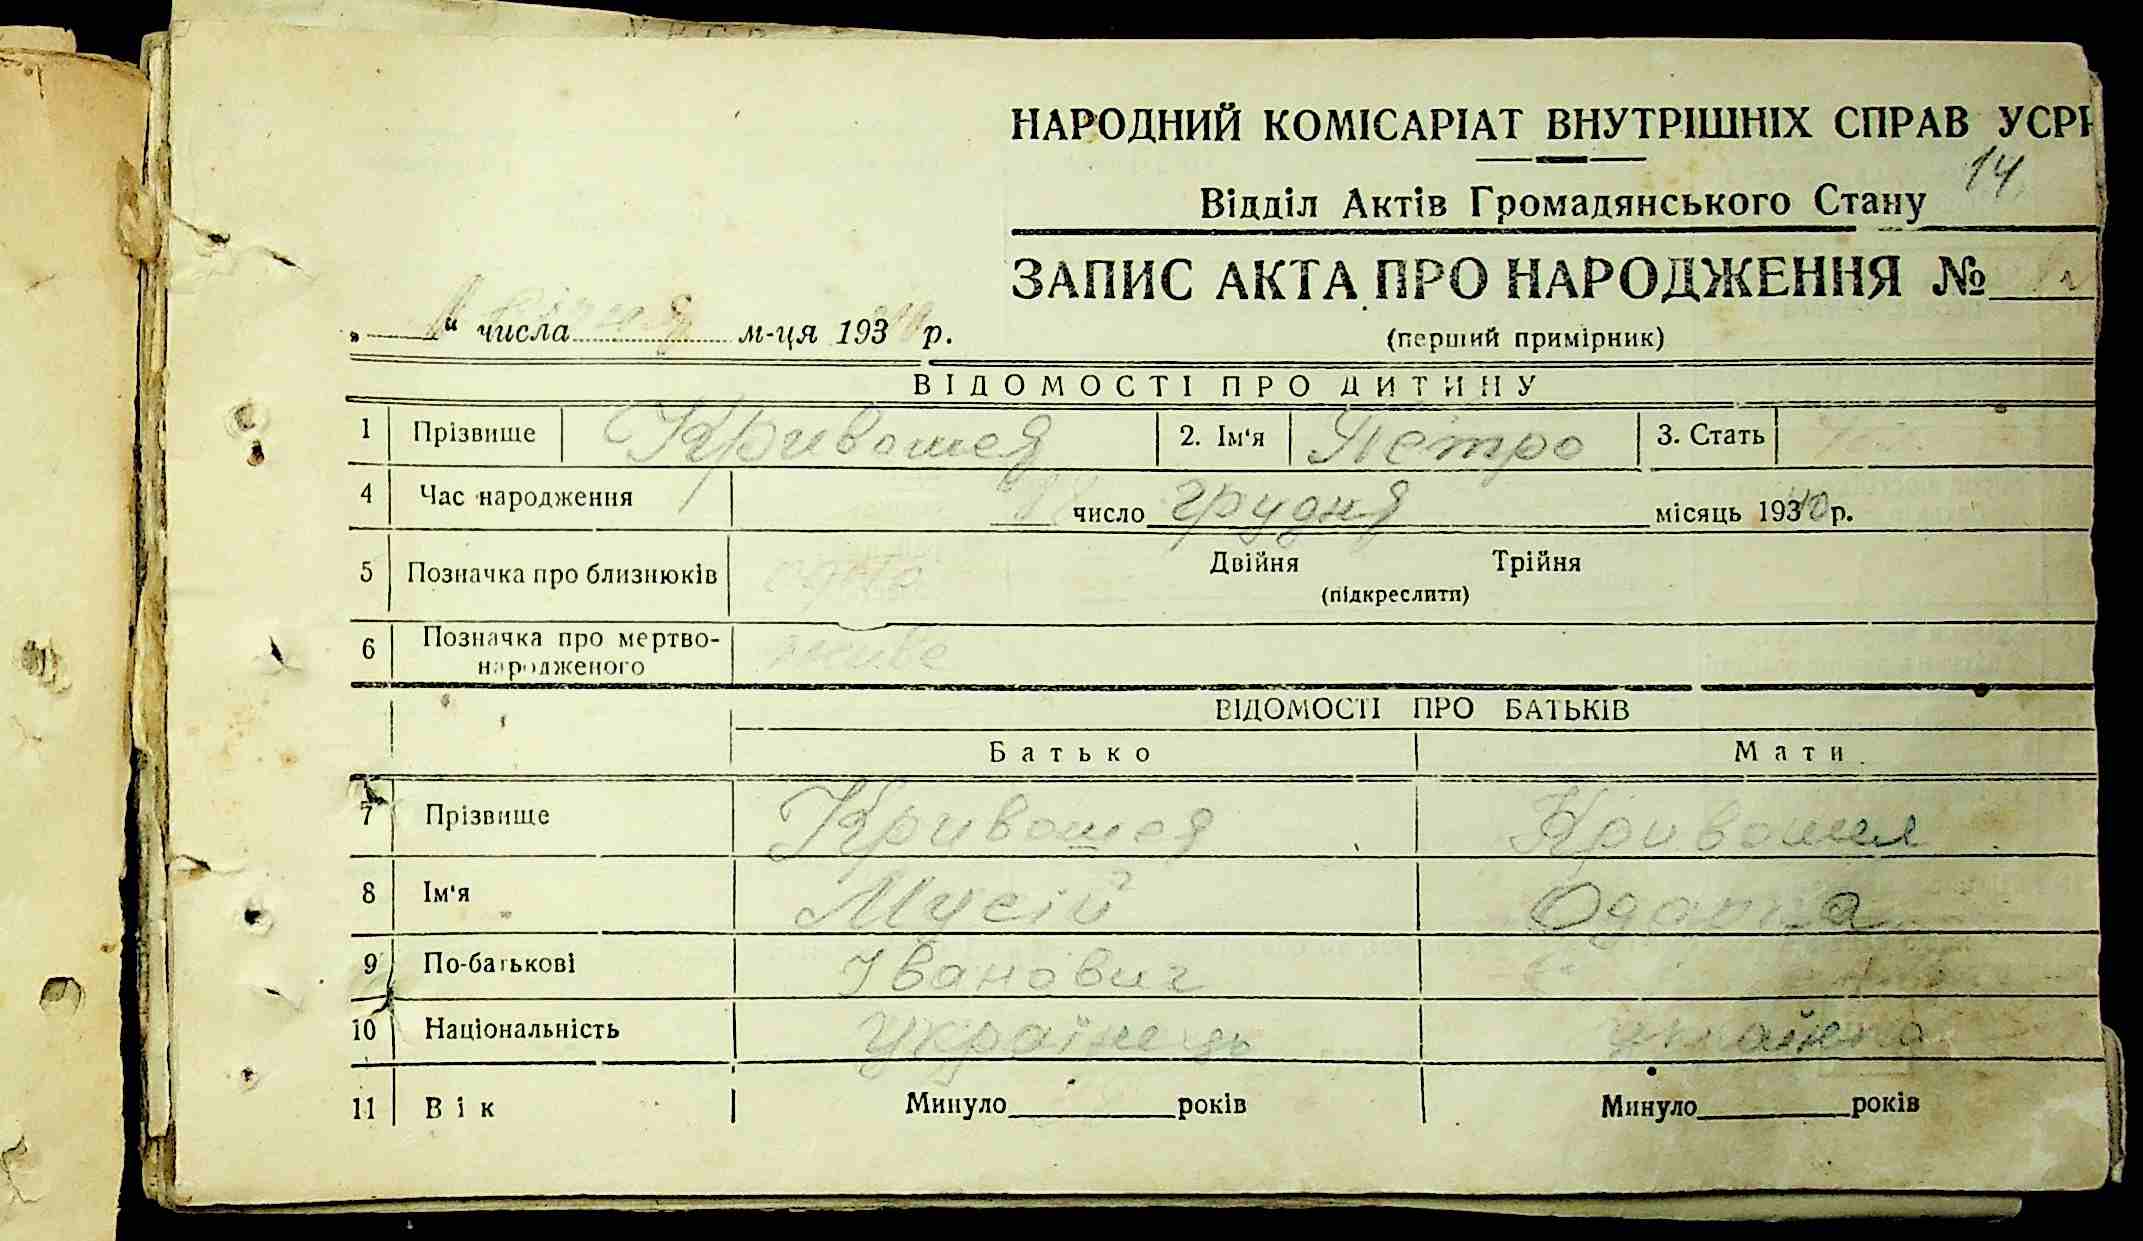 НАРОДНИЙ КОМІСАРІАТ ВНУТРІШНІХ СПРАВ УСРР
14
Відділ Актів Громадянського Стану
ЗАПИС АКТА ПРО НАРОДЖЕННЯ №
„ “ числа січня м-ця 193 р.
(перший примірник)
ВІДОМОСТІ ПРО ДИТИНУ
1 Прізвище Кривошея 2. Ім'я Петро 3. Стать
4 Час народження число грудня місяць 1940 р.
5 Позначка про близнюків одно Двійня Трійня
(підкреслити)
6 Позначка про мертво-
народженого живе
ВІДОМОСТІ ПРО БАТЬКІВ
Батько Мати
7 Прізвище Кривошея Кривошея
8 Ім'я Мусій Одарка
9 По-батькові Іванович
10 Національність українець українка
11 Вік Минуло років Минуло років